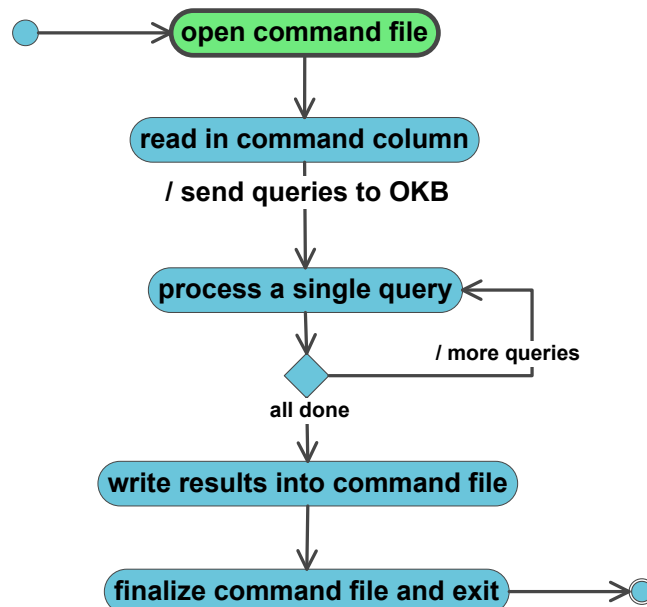 open command file
read in command column
/ send queries to OKB
process a single query
/ more queries
all done
write results into command file
finalize command file and exit